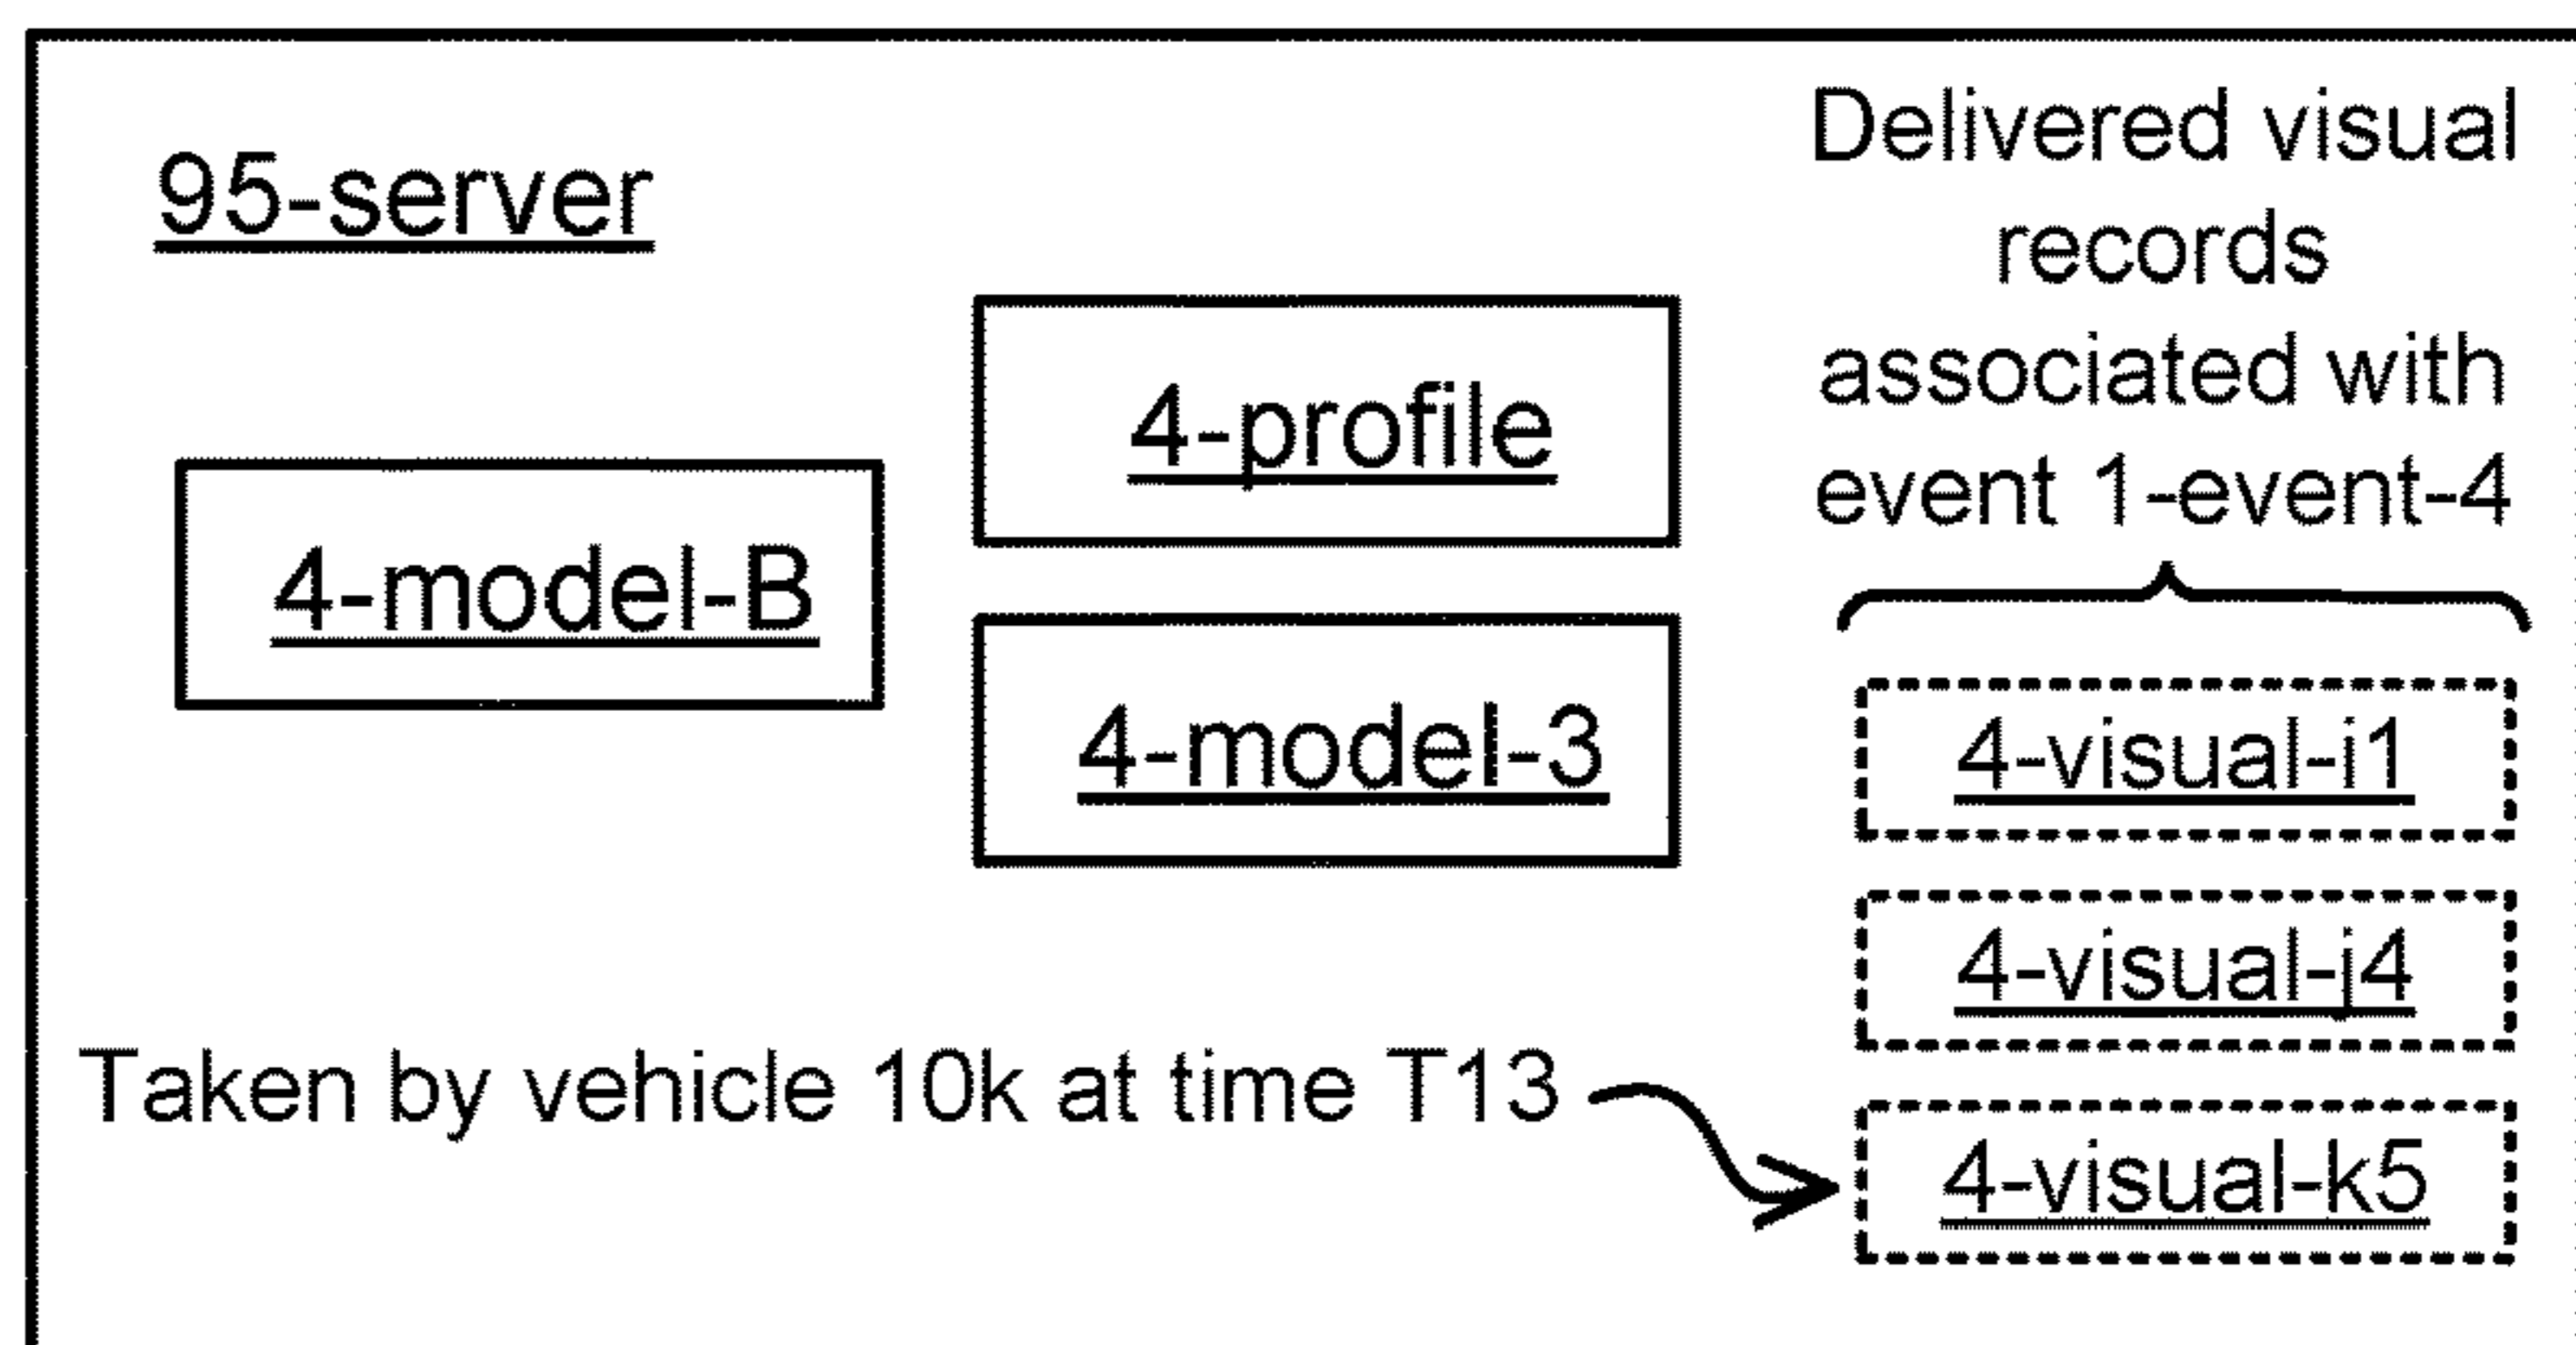 95-server
Delivered visual
records
associated with
event 1-event-4
4-profile
4-model-B
4-model-3
4-visual-i1
4-visual-j4
Taken by vehicle 10k at time T13
4-visual-k5